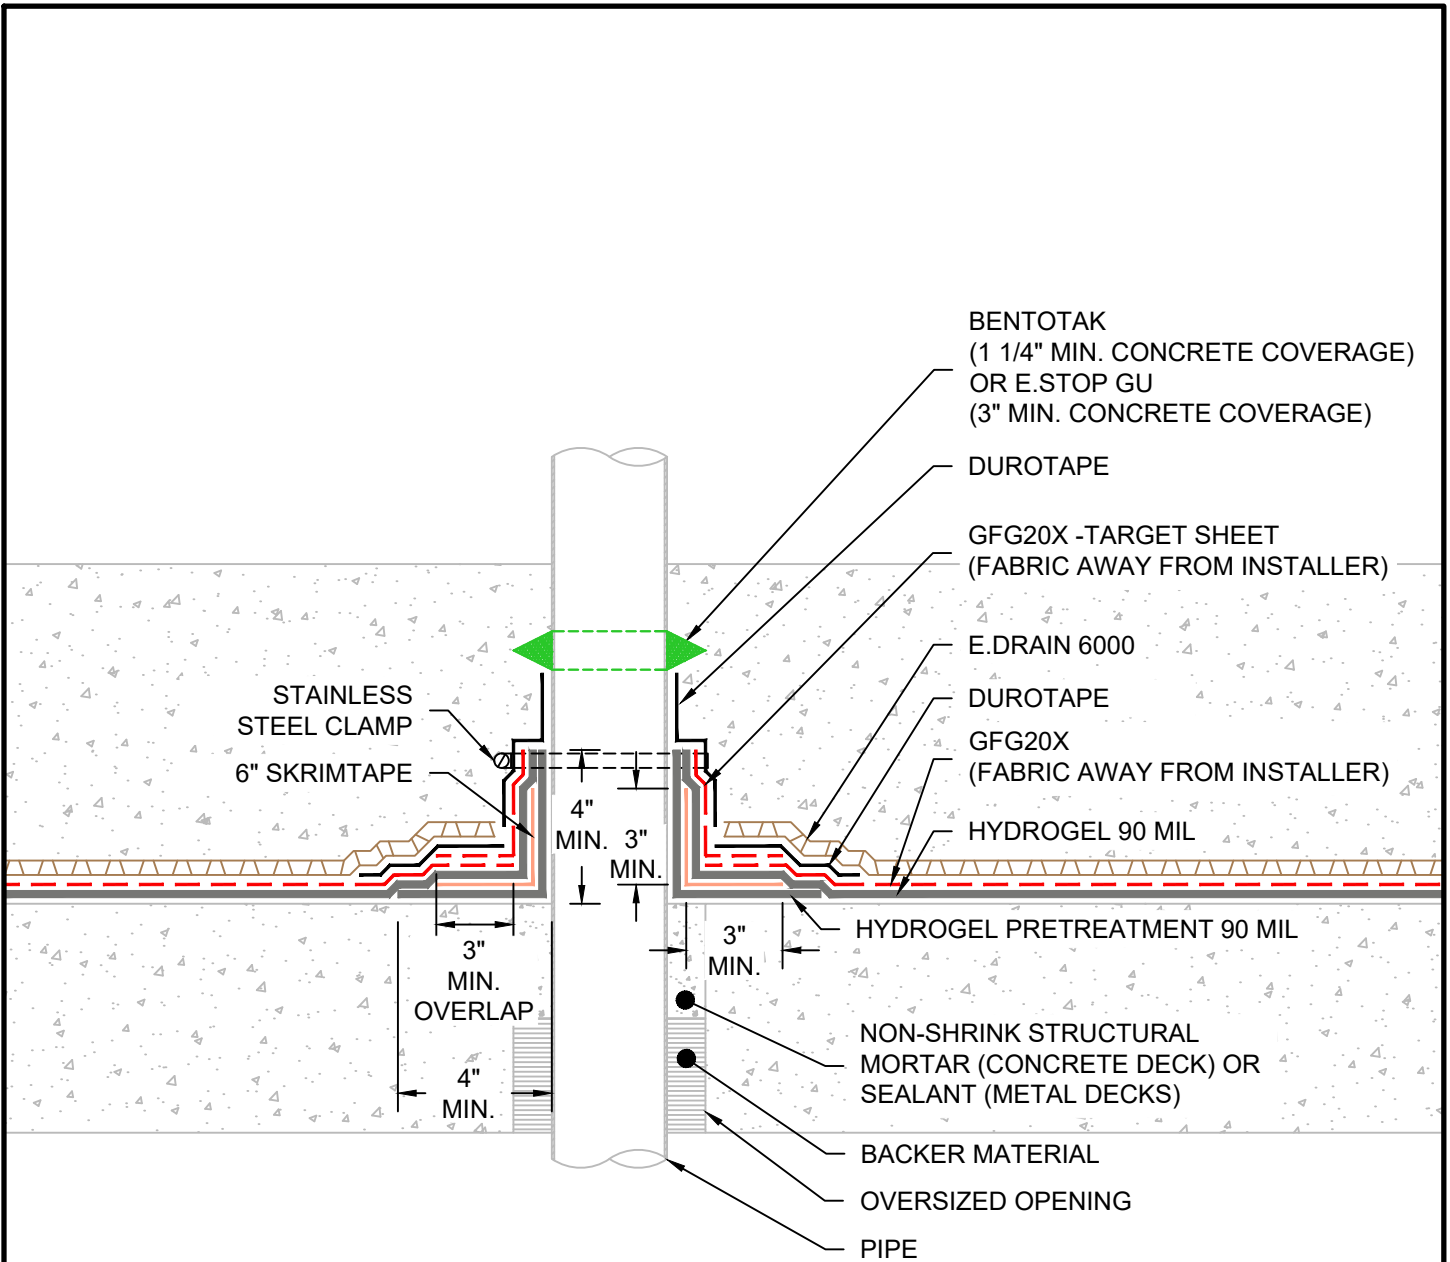 BENTOTAK
(1 1/4" MIN. CONCRETE COVERAGE)
OR E.STOP GU
(3" MIN. CONCRETE COVERAGE)
DUROTAPE
GFG20X -TARGET SHEET
(FABRIC AWAY FROM INSTALLER)
E.DRAIN 6000
DUROTAPE
GFG20X
(FABRIC AWAY FROM INSTALLER)
HYDROGEL 90 MIL
HYDROGEL PRETREATMENT 90 MIL
NON-SHRINK STRUCTURAL
MORTAR (CONCRETE DECK) OR
SEALANT (METAL DECKS)
BACKER MATERIAL
OVERSIZED OPENING
PIPE
STAINLESS
STEEL CLAMP
6" SKRIMTAPE
4"
MIN.
3"
MIN.
3"
MIN.
OVERLAP
3"
MIN.
4"
MIN.